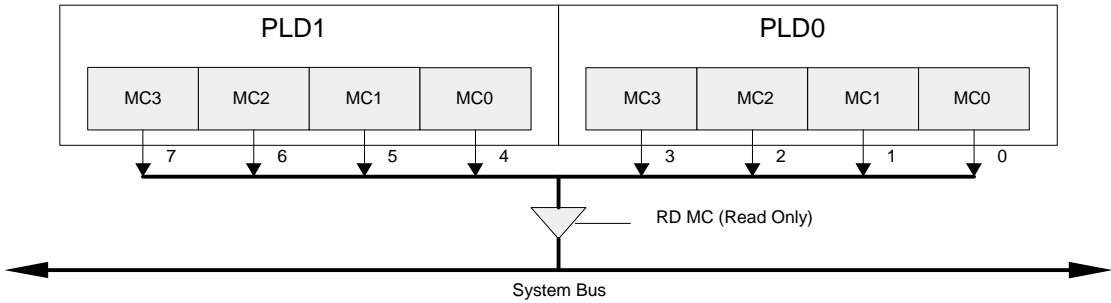 PLD1 PLD0
MC3 MC2 MC1 MC0 MC3 MC2 MC1 MC0
7 6 5 4 3 2 1 0
RD MC (Read Only)
System Bus